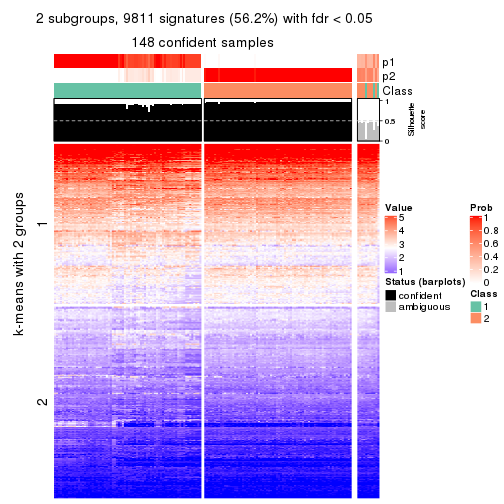 2 subgroups, 9811 signatures (56.2%) with fdr < 0.05
148 confident samples
p1
p2
Class
1
0.5
0
Silhouette
score
k-means with 2 groups
1
2
Value
5
4
3
2
1
Status (barplots)
confident
ambiguous
Prob
1
0.8
0.6
0.4
0.2
0
Class
1
2